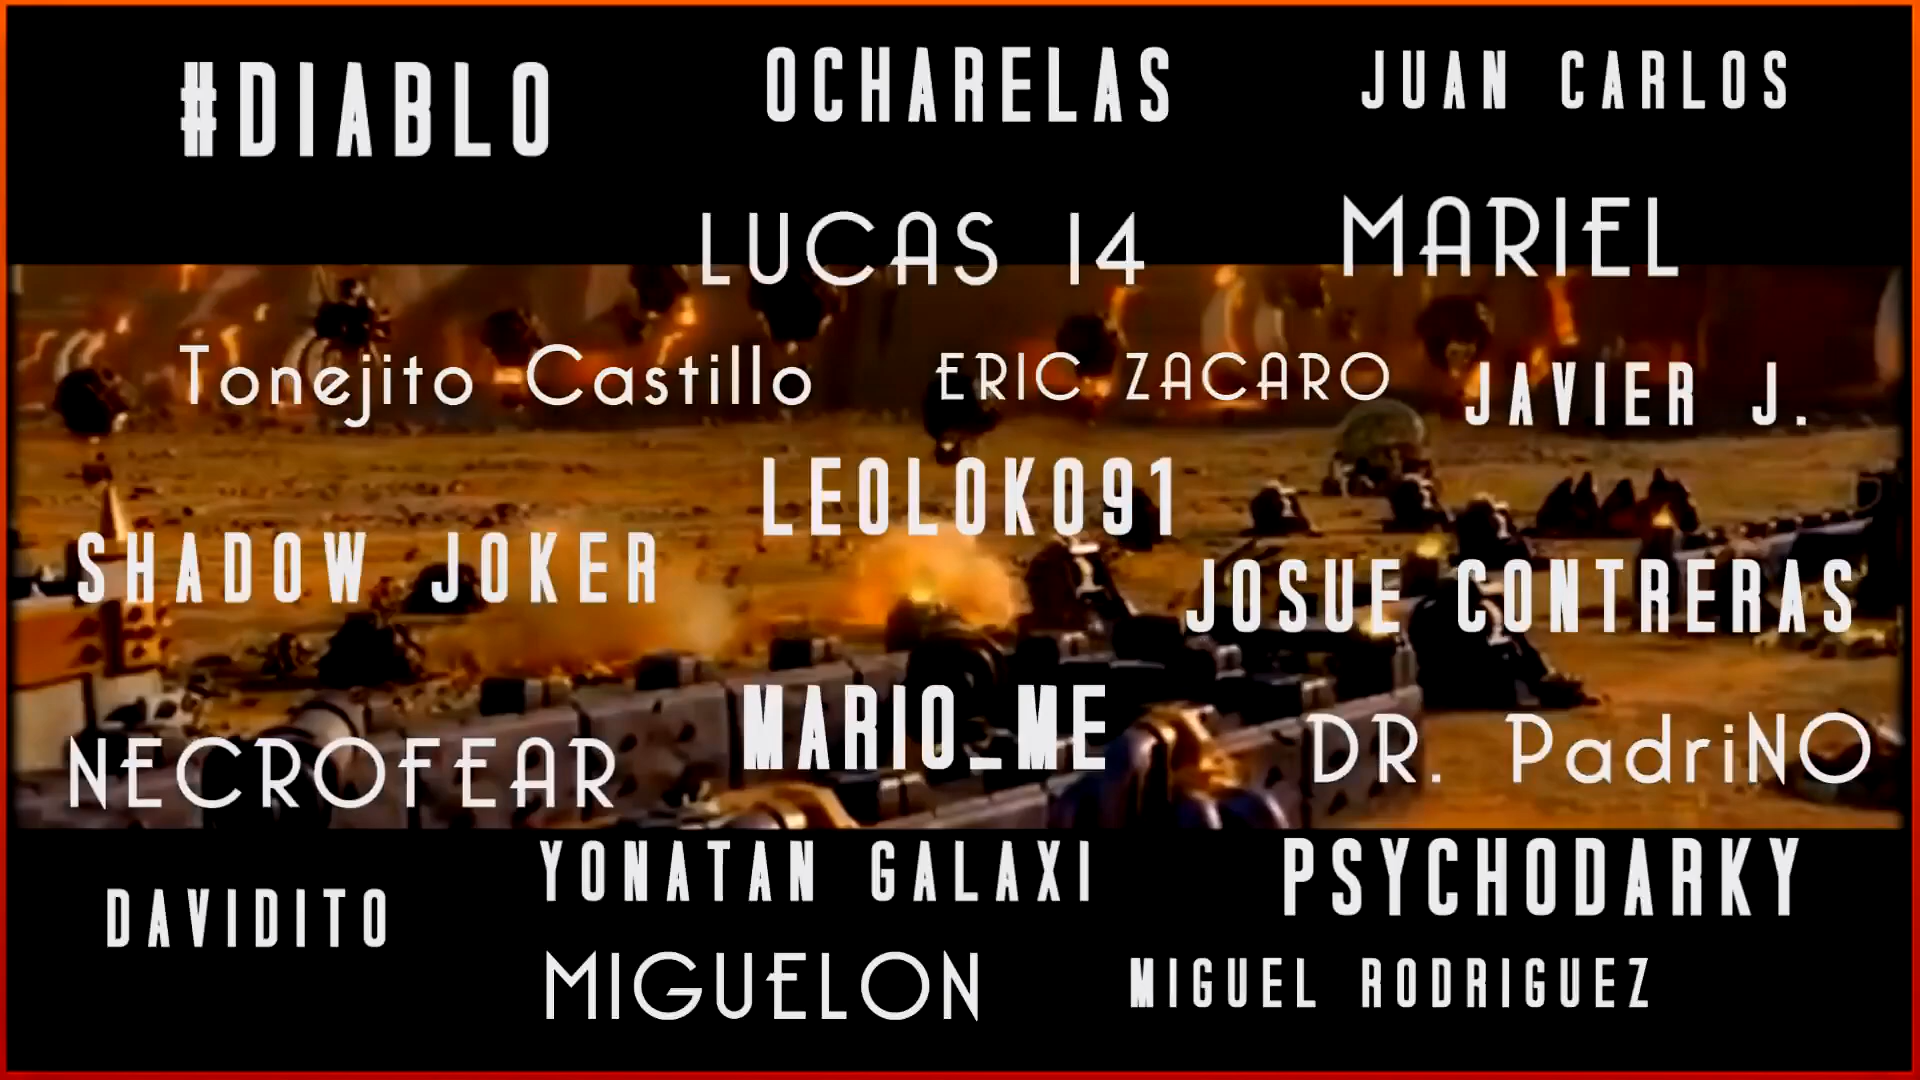 #DIABLO
OCHARELAS
JUAN CARLOS
LUCAS 14
MARIEL
Tonejito Castillo
ERIC ZACARO
JAVIER J.
LEOLOKO91
SHADOW JOKER
JOSUE CONTRERAS
MARIO_ME
NECROFEAR
DR. PadriNO
YONATAN GALAXI
PSYCHODARKY
DAVIDITO
MIGUELON
MIGUEL RODRIGUEZ